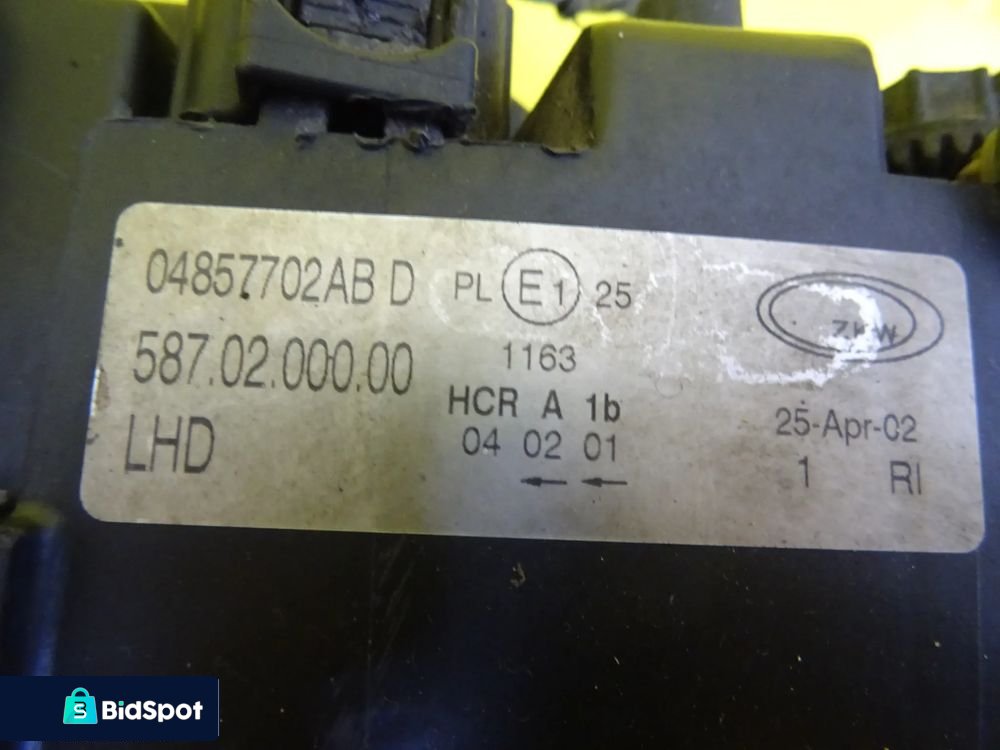 04857702AB D PL E1 25
587.02.000.00 1163
LHD HCR A 1b
04 02 01
ZKW
25-Apr-02
1 RI
BidSpot